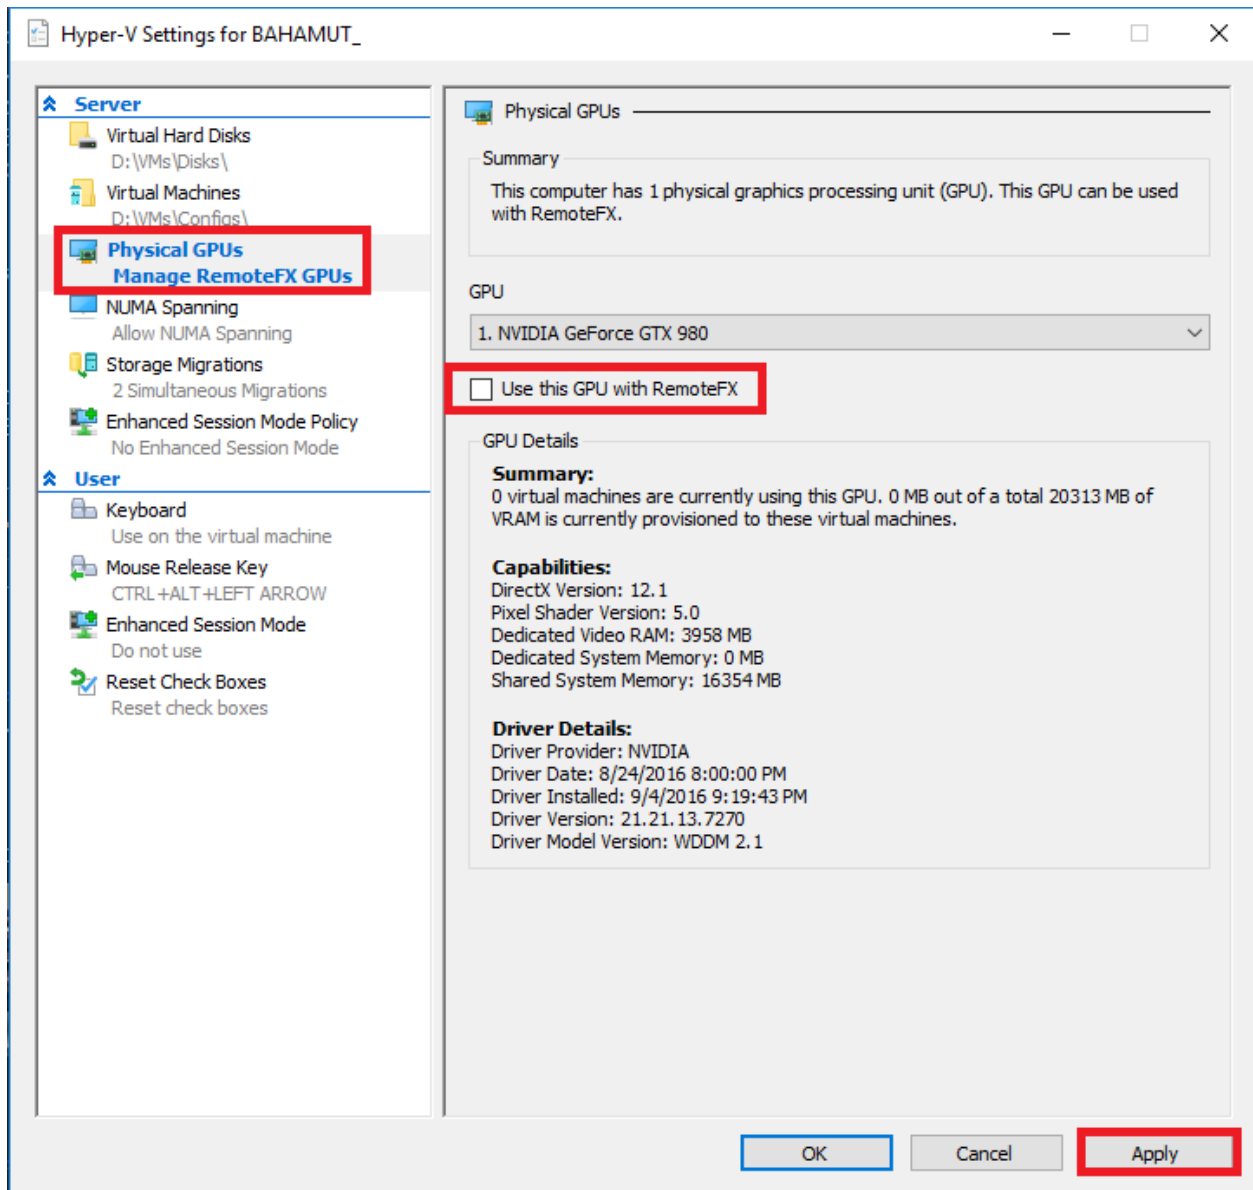 Hyper-V Settings for BAHAMUT_
Server
Virtual Hard Disks
D:\VMs\Disks\
Virtual Machines
D:\VMs\Configs\
Physical GPUs
Manage RemoteFX GPUs
NUMA Spanning
Allow NUMA Spanning
Storage Migrations
2 Simultaneous Migrations
Enhanced Session Mode Policy
No Enhanced Session Mode
User
Keyboard
Use on the virtual machine
Mouse Release Key
CTRL+ALT+LEFT ARROW
Enhanced Session Mode
Do not use
Reset Check Boxes
Reset check boxes
Physical GPUs
Summary
This computer has 1 physical graphics processing unit (GPU). This GPU can be used
with RemoteFX.
GPU
1. NVIDIA GeForce GTX 980
Use this GPU with RemoteFX
GPU Details
Summary:
0 virtual machines are currently using this GPU. 0 MB out of a total 20313 MB of
VRAM is currently provisioned to these virtual machines.
Capabilities:
DirectX Version: 12.1
Pixel Shader Version: 5.0
Dedicated Video RAM: 3958 MB
Dedicated System Memory: 0 MB
Shared System Memory: 16354 MB
Driver Details:
Driver Provider: NVIDIA
Driver Date: 8/24/2016 8:00:00 PM
Driver Installed: 9/4/2016 9:19:43 PM
Driver Version: 21.21.13.7270
Driver Model Version: WDDM 2.1
OK
Cancel
Apply